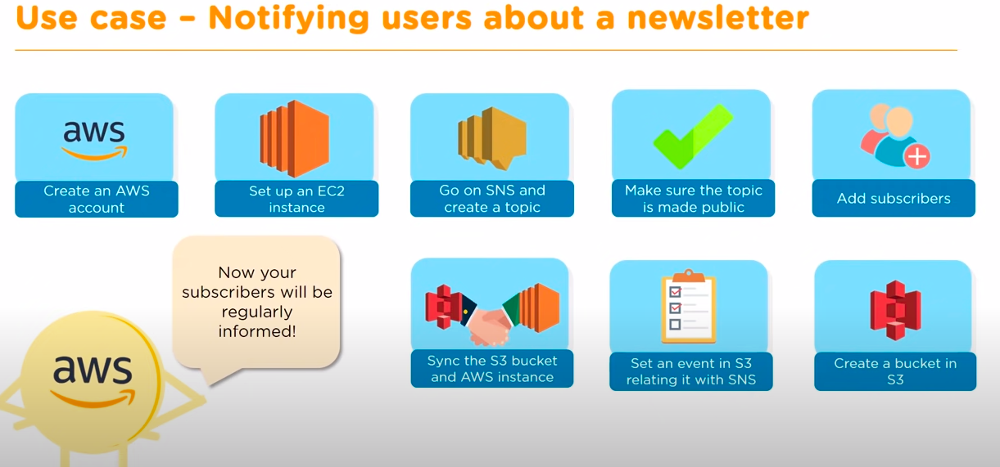 Use case – Notifying users about a newsletter
aws
Create an AWS
account
Set up an EC2
instance
Go on SNS and
create a topic
Make sure the topic
is made public
Add subscribers
Create a bucket in
S3
Set an event in S3
relating it with SNS
Sync the S3 bucket
and AWS instance
Now your
subscribers will be
regularly
informed!
aws